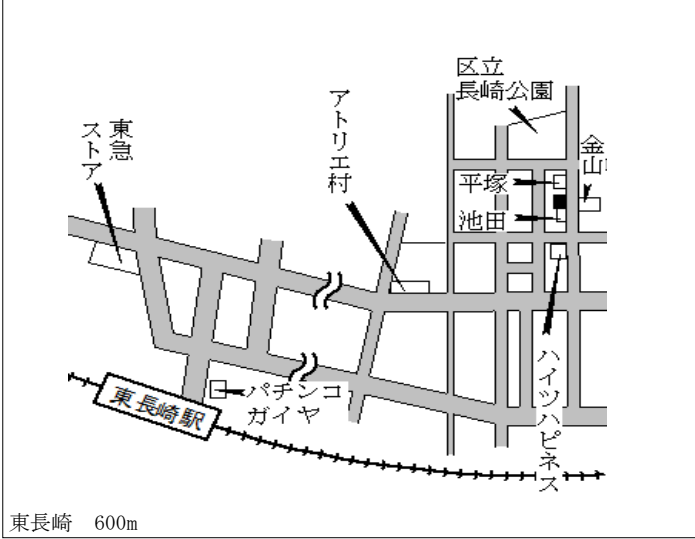 区立
長崎公園
アトリエ村
東急
ストア
金山
平塚
池田
ハイツハピネス
パチンコ
ガイヤ
東長崎駅
東長崎　600m